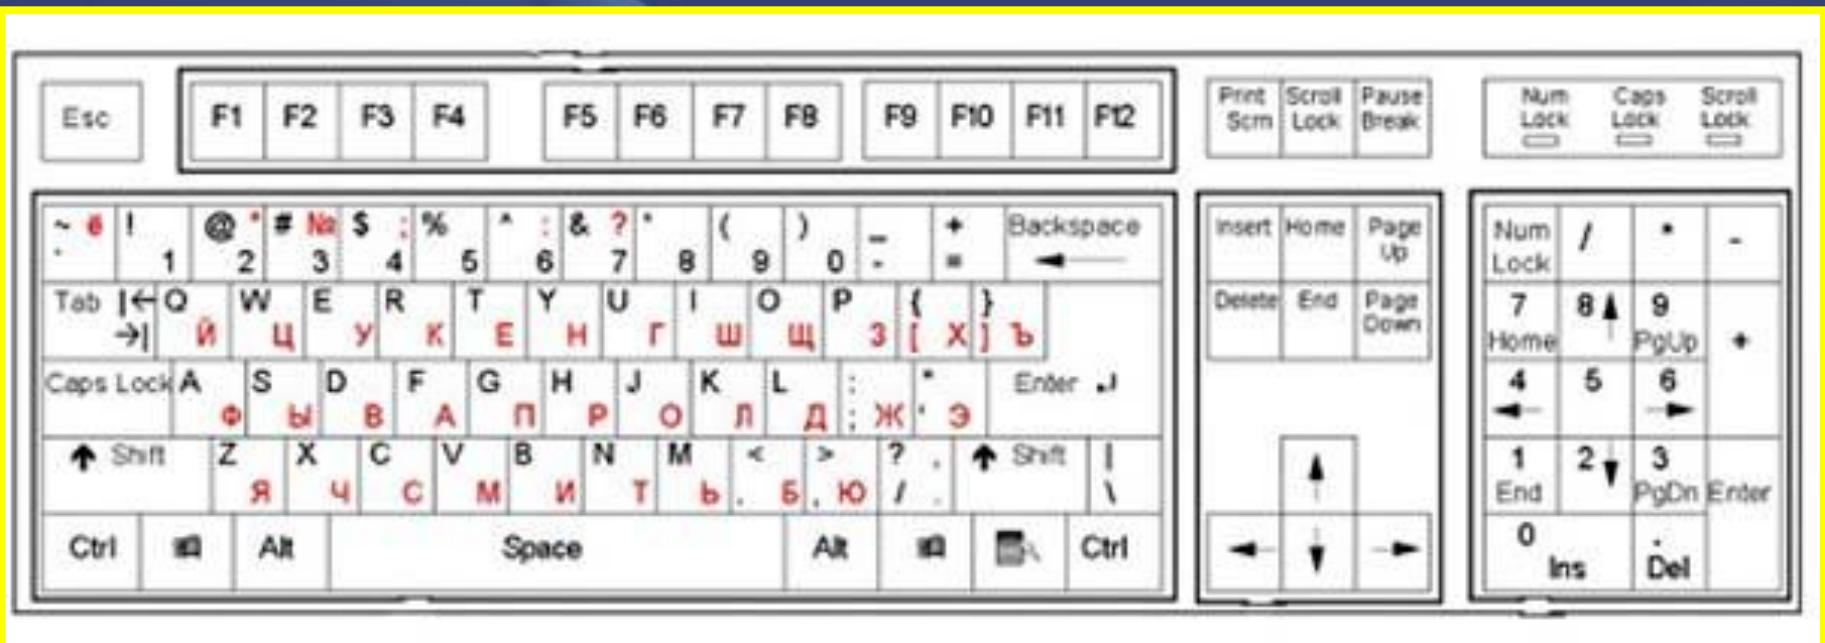 Esc F1 F2 F3 F4 F5 F6 F7 F8 F9 F10 F11 F12 Print Scrn Scroll Lock Pause Break Num Lock Caps Lock Scroll Lock
~ ё ` ! 1 @ " 2 # № 3 $ ; 4 % 5 ^ : 6 & ? 7 * 8 ( 9 ) 0 _ - + = Backspace Insert Home Page Up Num Lock / * -
Tab Q Й W Ц E У R К T Е Y Н U Г I Ш O Щ P З { [ Х } ] Ъ Delete End Page Down 7 Home 8 9 PgUp +
Caps Lock A Ф S Ы D В F А G П H Р J О K Л L Д : ; Ж " ' Э Enter 4 5 6
Shift Z Я X Ч C С V М B И N Т M Ь < , Б > . Ю ? / , . Shift | \ 1 End 2 3 PgDn Enter
Ctrl Alt Space Alt Ctrl 0 Ins . Del